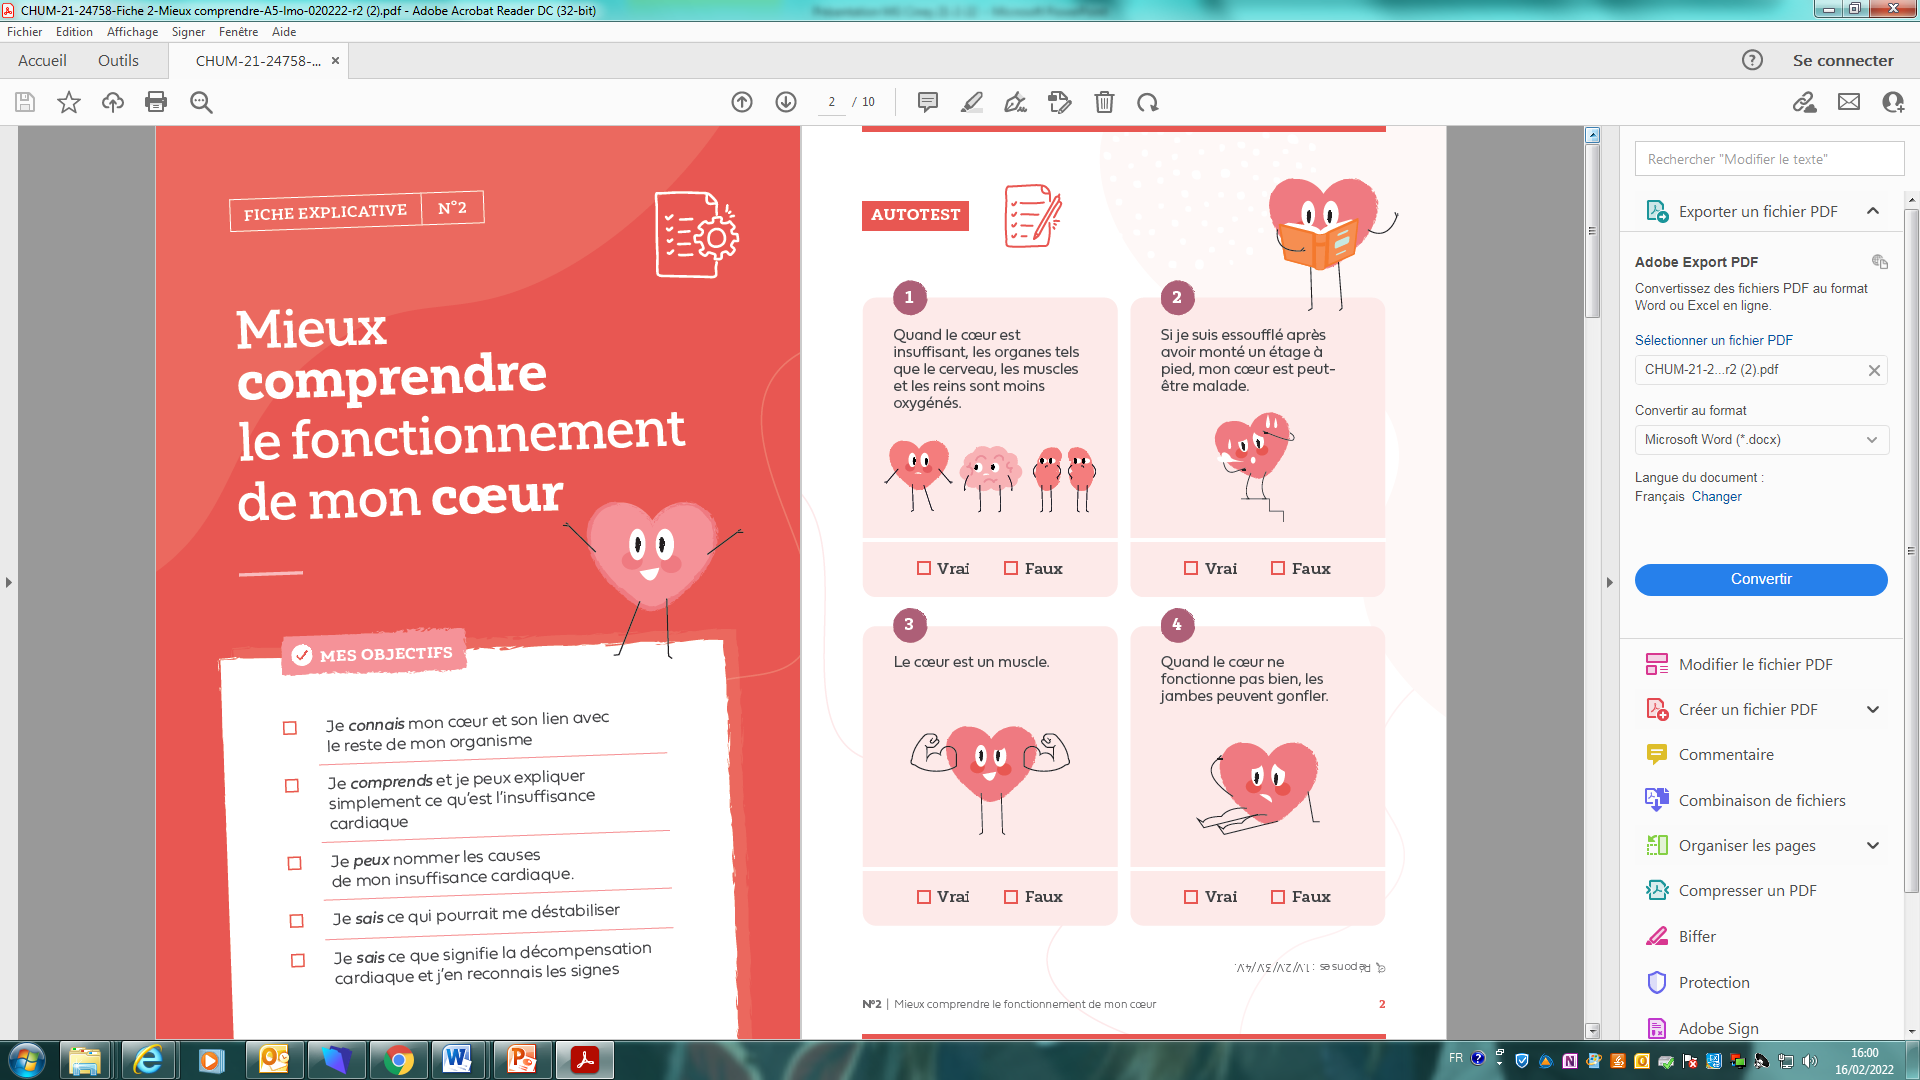 CHUM-21-24758-Fiche 2-Mieux comprendre-A5-Imo-020222-r2 (2).pdf - Adobe Acrobat Reader DC (32-bit)
Fichier Edition Affichage Signer Fenêtre Aide
Accueil Outils CHUM-21-24758-... × Se connecter
2 / 10
FICHE EXPLICATIVE N°2
Mieux
comprendre
le fonctionnement
de mon cœur
MES OBJECTIFS
Je connais mon cœur et son lien avec
le reste de mon organisme
Je comprends et je peux expliquer
simplement ce qu'est l'insuffisance
cardiaque
Je peux nommer les causes
de mon insuffisance cardiaque.
Je sais ce qui pourrait me déstabiliser
Je sais ce que signifie la décompensation
cardiaque et j'en reconnais les signes
AUTOTEST
1
Quand le cœur est
insuffisant, les organes tels
que le cerveau, les muscles
et les reins sont moins
oxygénés.
Vrai Faux
2
Si je suis essoufflé après
avoir monté un étage à
pied, mon cœur est peut-
être malade.
Vrai Faux
3
Le cœur est un muscle.
Vrai Faux
4
Quand le cœur ne
fonctionne pas bien, les
jambes peuvent gonfler.
Vrai Faux
Réponses : 1.V/2.V/3.V/4.V.
N°2 | Mieux comprendre le fonctionnement de mon cœur 2
Rechercher "Modifier le texte"
Exporter un fichier PDF
Adobe Export PDF
Convertissez des fichiers PDF au format
Word ou Excel en ligne.
Sélectionner un fichier PDF
CHUM-21-2...r2 (2).pdf
Convertir au format
Microsoft Word (*.docx)
Langue du document :
Français Changer
Convertir
Modifier le fichier PDF
Créer un fichier PDF
Commentaire
Combinaison de fichiers
Organiser les pages
Compresser un PDF
Biffer
Protection
Adobe Sign
FR
16:00
16/02/2022